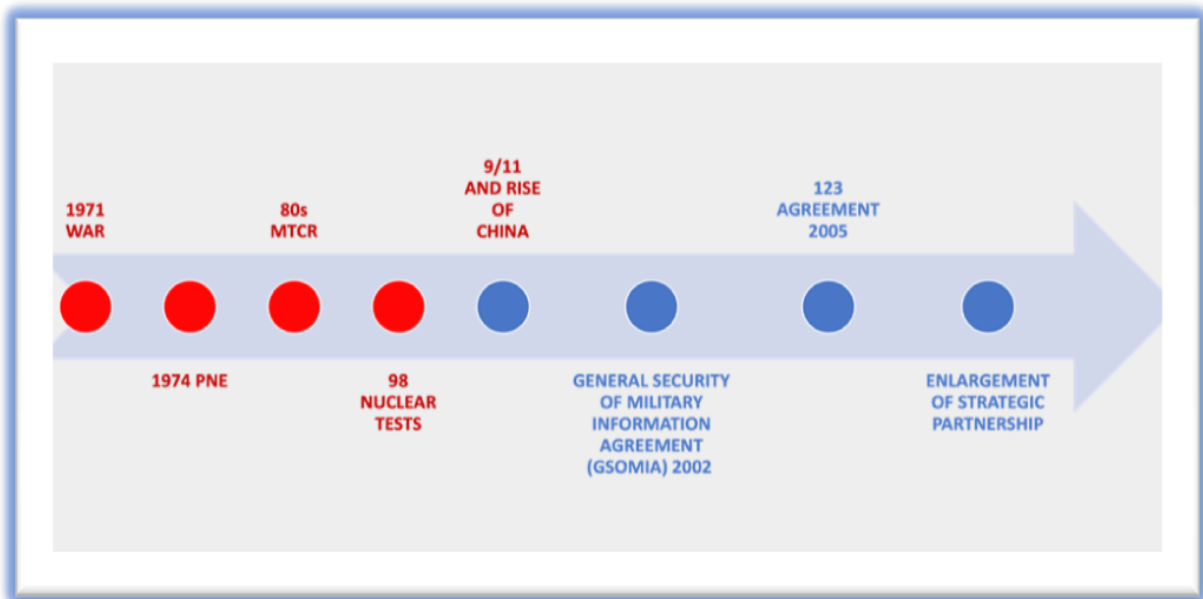 1971
WAR
1974 PNE
80s
MTCR
98
NUCLEAR
TESTS
9/11
AND RISE
OF
CHINA
GENERAL SECURITY
OF MILITARY
INFORMATION
AGREEMENT
(GSOMIA) 2002
123
AGREEMENT
2005
ENLARGEMENT
OF STRATEGIC
PARTNERSHIP